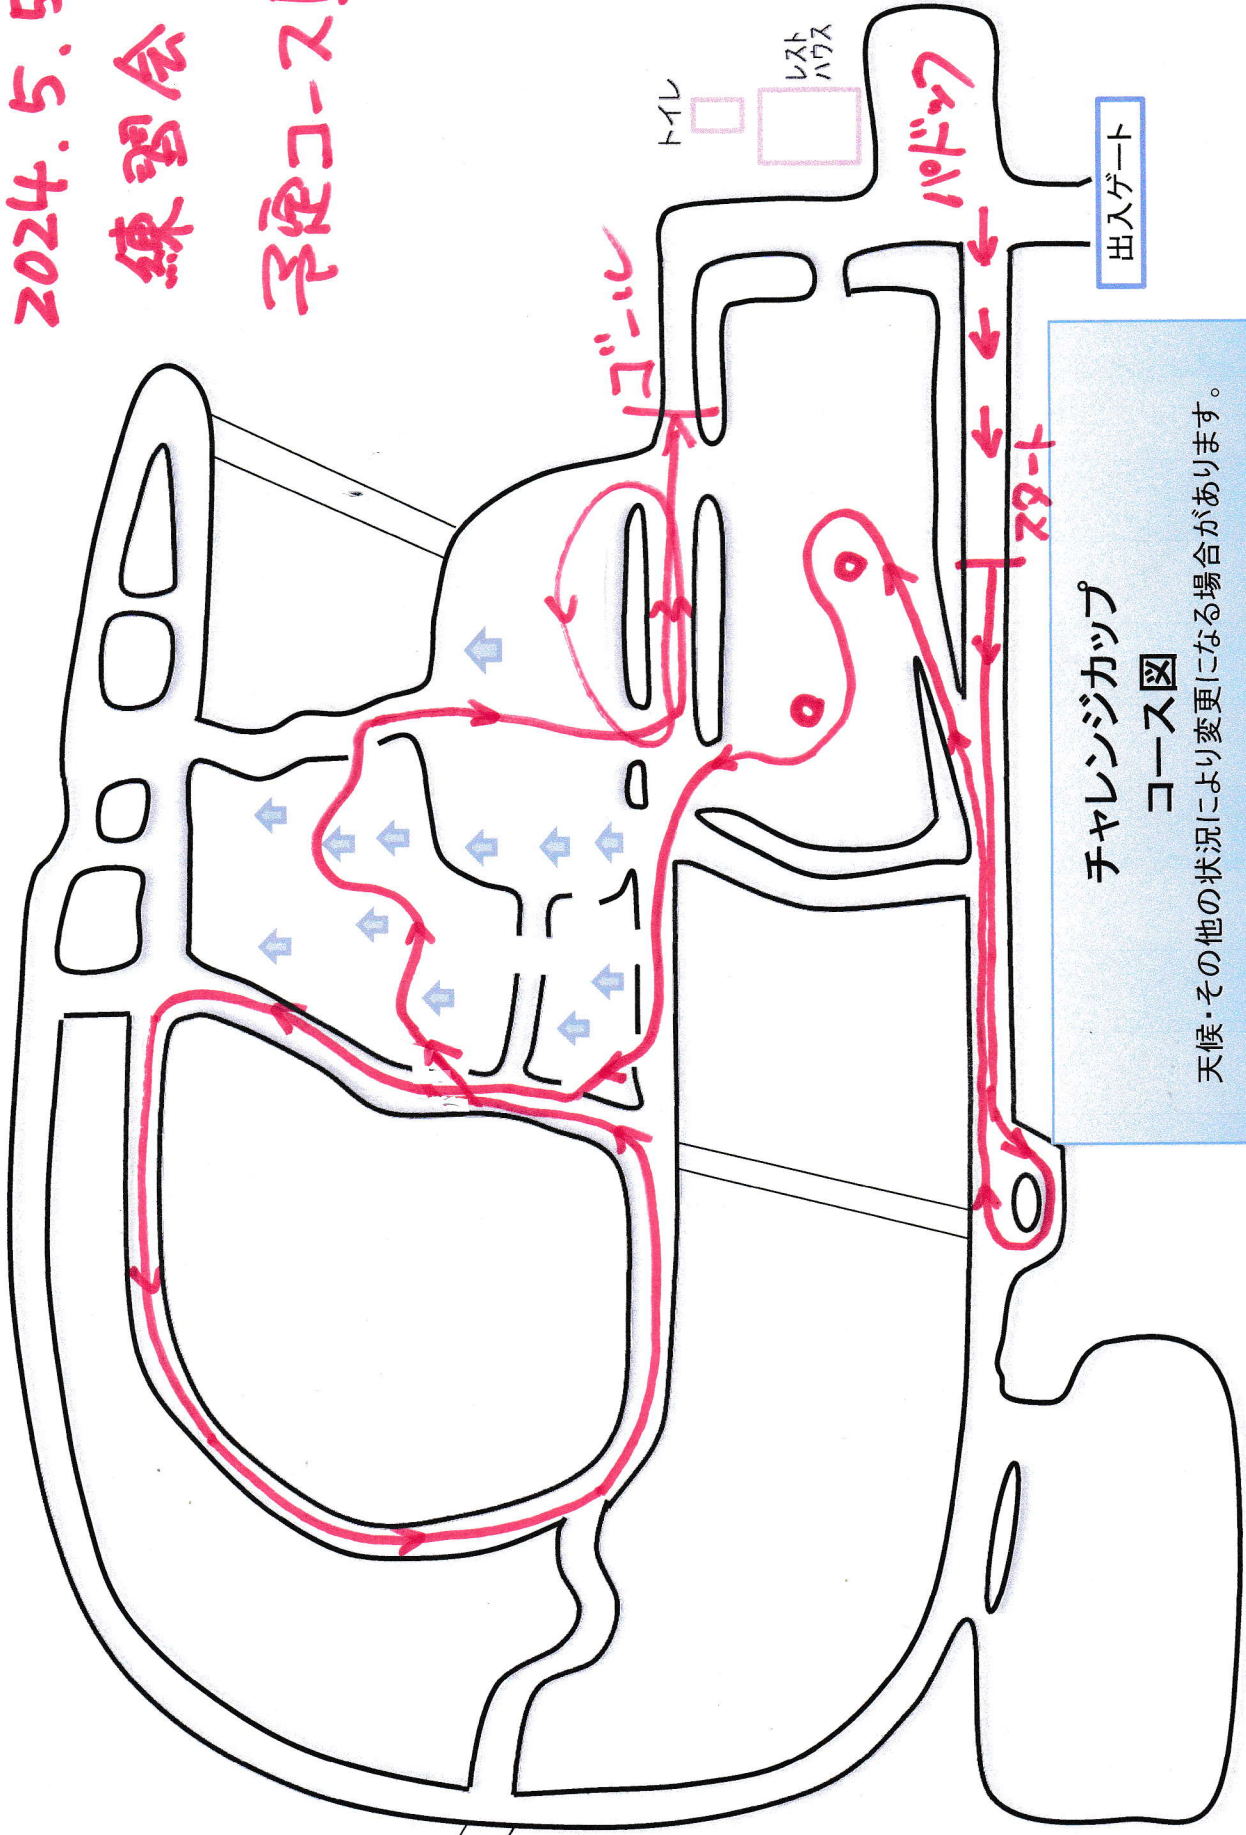 2024.5.5
練習会
予定コース
トイレ
レスト
ハウス
パドック
ゴール
出入ゲート
スタート
チャレンジカップ
コース図
天候・その他の状況により変更になる場合があります。